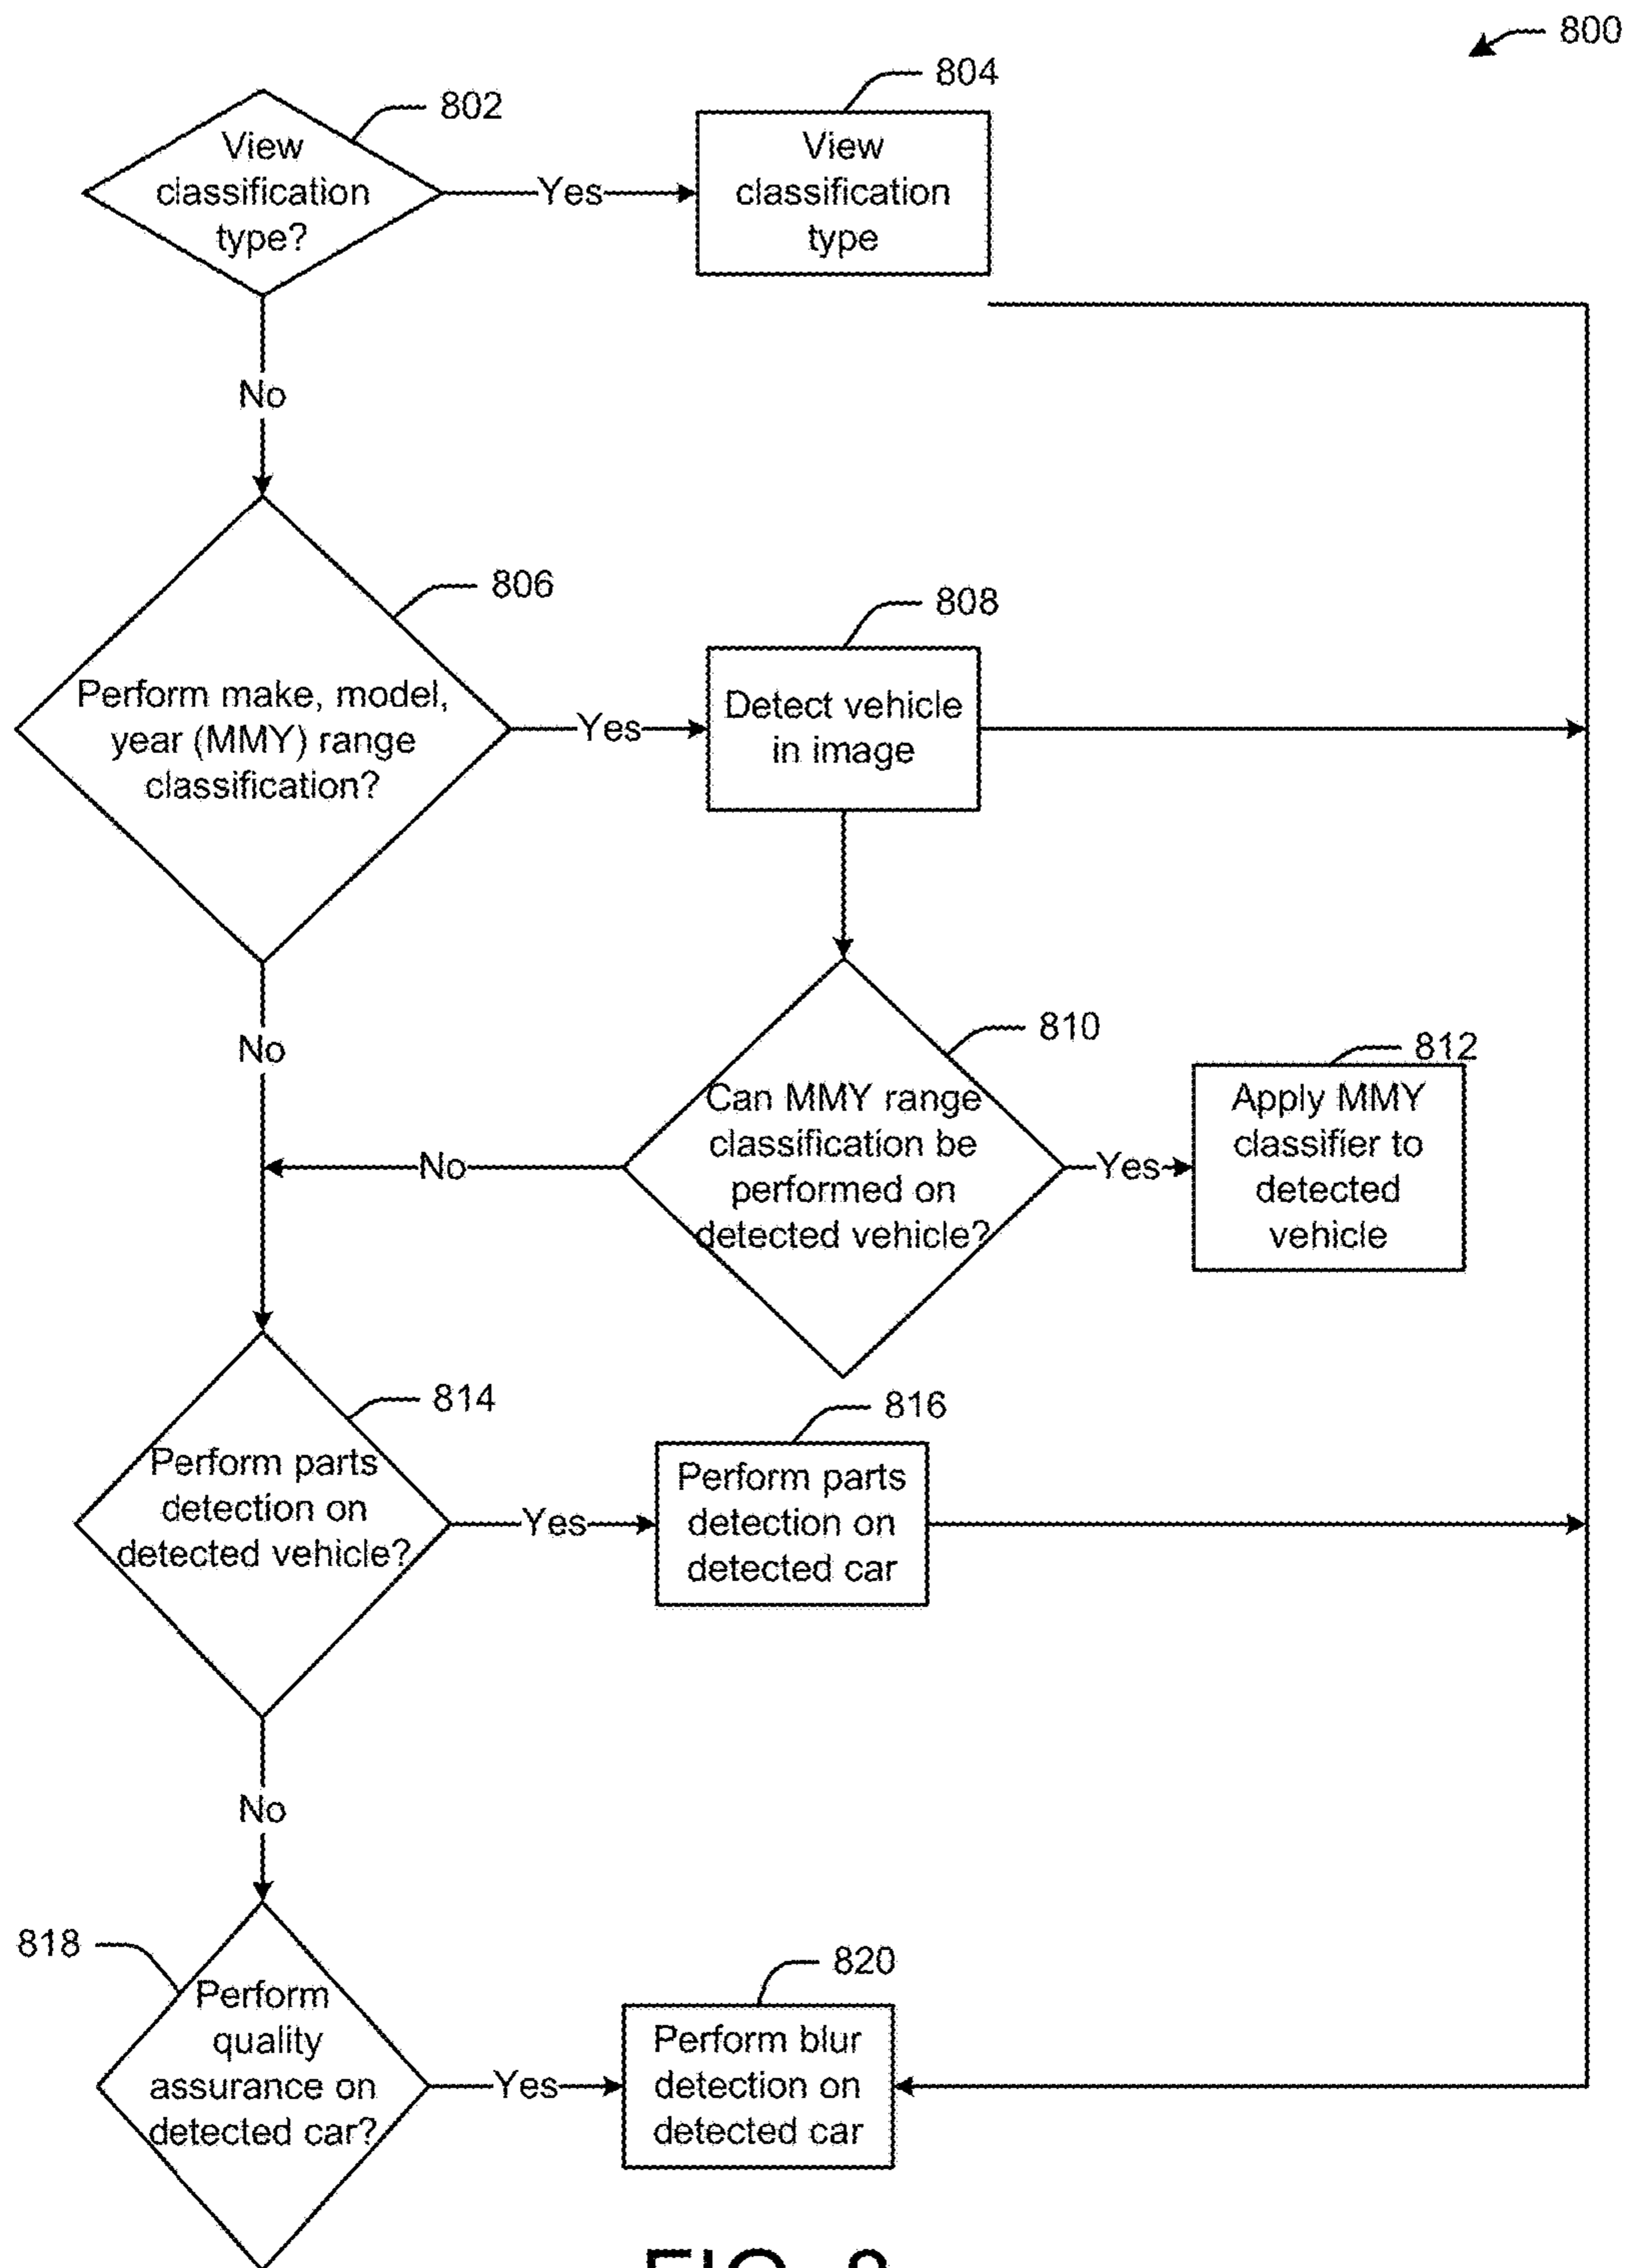 800
802
View
classification
type?
Yes
804
View
classification
type
No
806
Perform make, model,
year (MMY) range
classification?
Yes
808
Detect vehicle
in image
No
810
Can MMY range
classification be
performed on
detected vehicle?
No
Yes
812
Apply MMY
classifier to
detected
vehicle
814
Perform parts
detection on
detected vehicle?
Yes
816
Perform parts
detection on
detected car
No
818
Perform
quality
assurance on
detected car?
Yes
820
Perform blur
detection on
detected car
FIG. 8